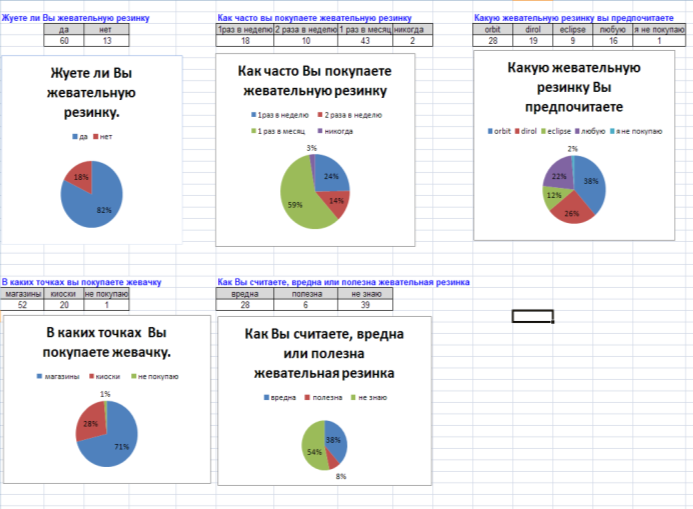 Жуете ли Вы жевательную резинку
да нет
60 13
Жуете ли Вы
жевательную
резинку.
да нет
18%
82%
Как часто вы покупаете жевательную резинку
1раз в неделю 2 раза в неделю 1 раз в месяц никогда
18 10 43 2
Как часто Вы покупаете
жевательную резинку
1раз в неделю 2 раза в неделю
1 раз в месяц никогда
3%
24%
14%
59%
Какую жевательную резинку вы предпочитаете
orbit dirol eclipse любую я не покупаю
28 19 9 16 1
Какую жевательную
резинку Вы
предпочитаете
orbit dirol eclipse любую я не покупаю
2%
22%
38%
12%
26%
В каких точках вы покупаете жевачку
магазины киоски не покупаю
52 20 1
В каких точках Вы
покупаете жевачку.
магазины киоски не покупаю
1%
28%
71%
Как Вы считаете, вредна или полезна жевательная резинка
вредна полезна не знаю
28 6 39
Как Вы считаете, вредна
или полезна
жевательная резинка
вредна полезна не знаю
38%
54%
8%